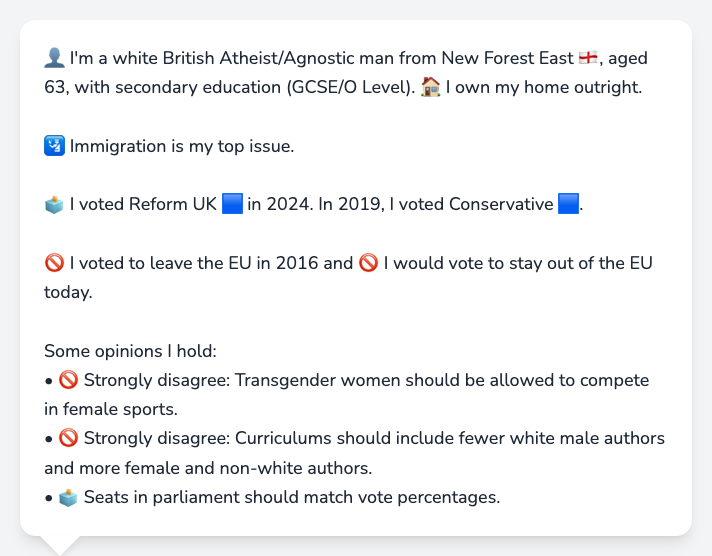 👤 I'm a white British Atheist/Agnostic man from New Forest East 🏴󠁧󠁢󠁥󠁮󠁧󠁿, aged
63, with secondary education (GCSE/O Level). 🏠 I own my home outright.
🛂 Immigration is my top issue.
🗳️ I voted Reform UK 🟦 in 2024. In 2019, I voted Conservative 🟦.
🚫 I voted to leave the EU in 2016 and 🚫 I would vote to stay out of the EU
today.
Some opinions I hold:
• 🚫 Strongly disagree: Transgender women should be allowed to compete
in female sports.
• 🚫 Strongly disagree: Curriculums should include fewer white male authors
and more female and non-white authors.
• 🗳️ Seats in parliament should match vote percentages.